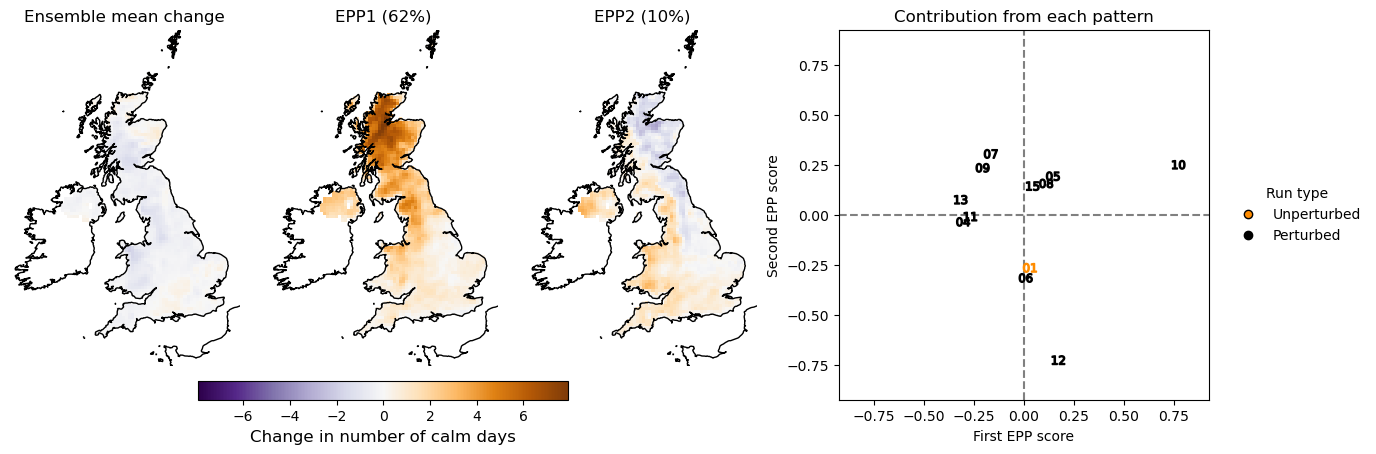 Ensemble mean change
EPP1 (62%)
EPP2 (10%)
Contribution from each pattern
0.75
0.50
0.25
0.00
−0.25
−0.50
−0.75
Second EPP score
07
09
10
05
08
15
13
11
04
01
06
12
−0.75 −0.50 −0.25 0.00 0.25 0.50 0.75
First EPP score
Run type
Unperturbed
Perturbed
−6 −4 −2 0 2 4 6
Change in number of calm days